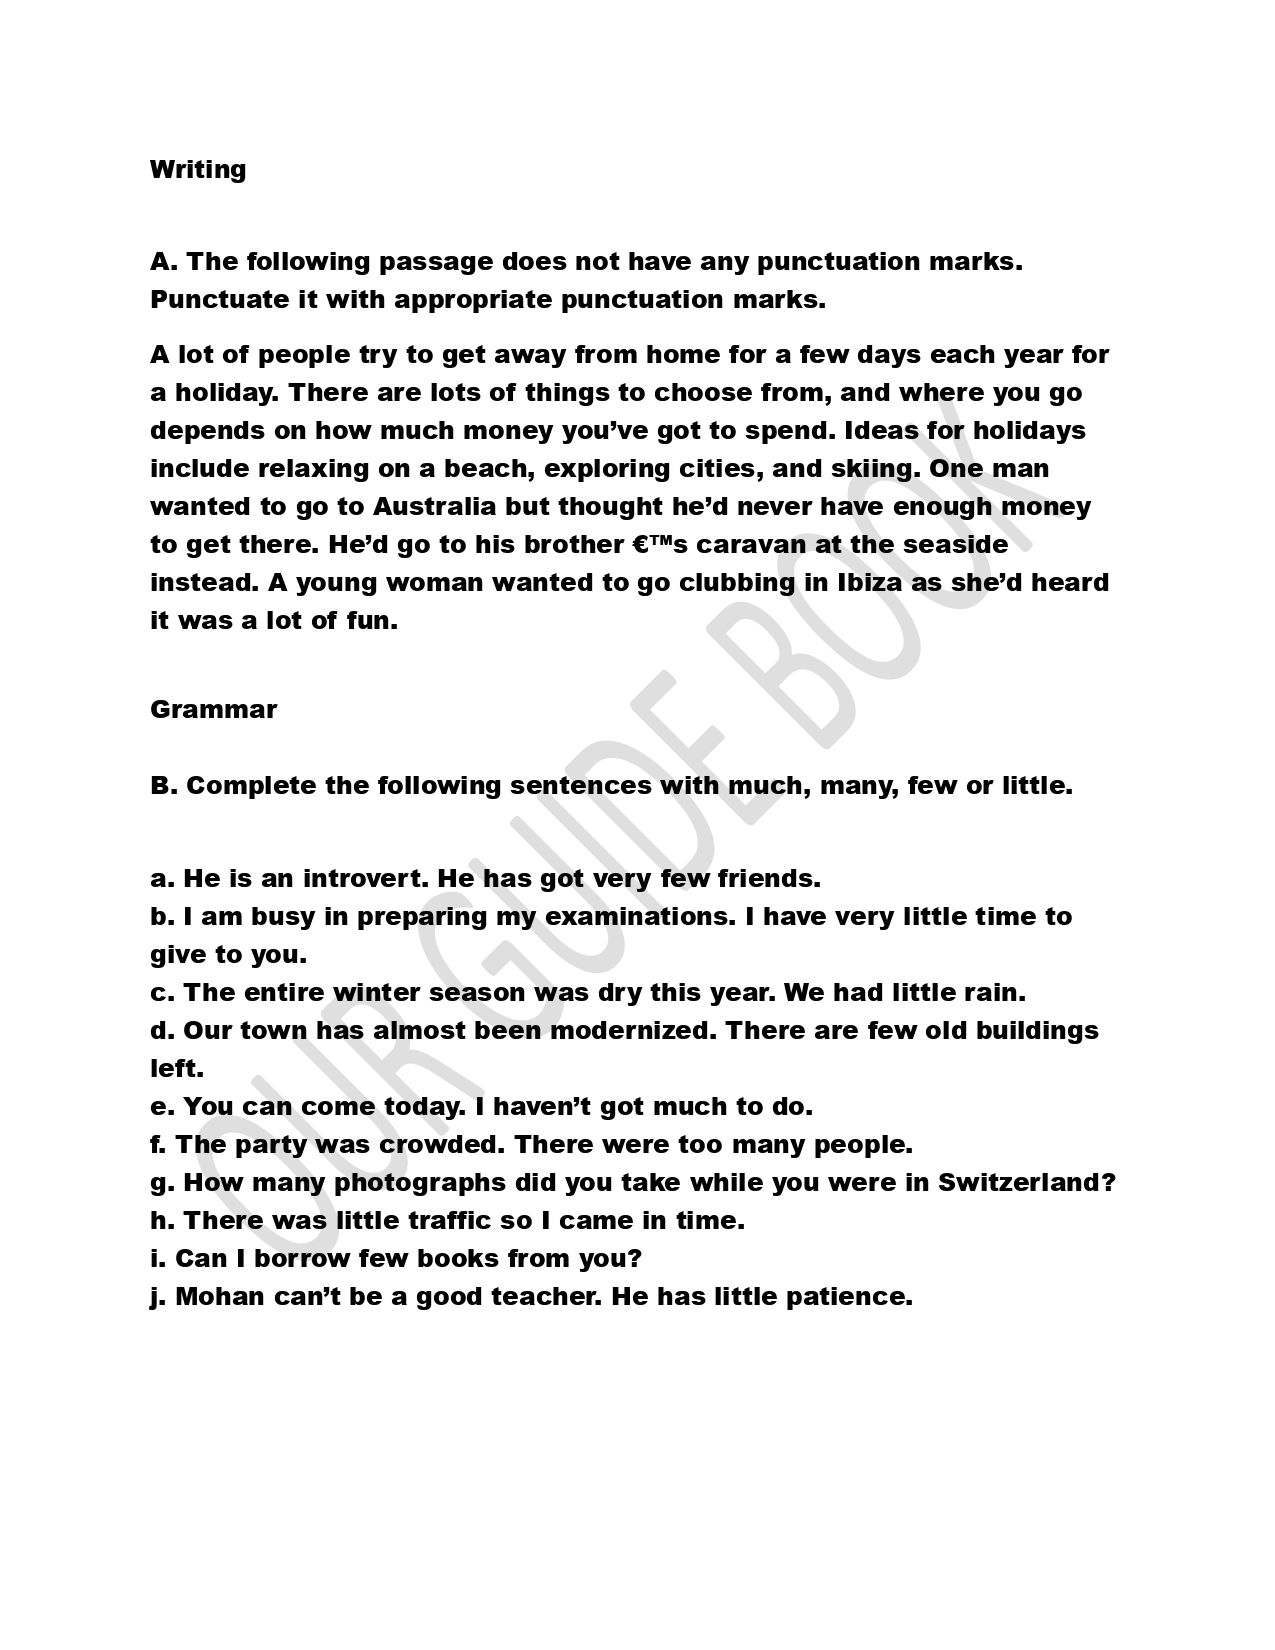 Writing
A. The following passage does not have any punctuation marks.
Punctuate it with appropriate punctuation marks.
A lot of people try to get away from home for a few days each year for
a holiday. There are lots of things to choose from, and where you go
depends on how much money you’ve got to spend. Ideas for holidays
include relaxing on a beach, exploring cities, and skiing. One man
wanted to go to Australia but thought he’d never have enough money
to get there. He’d go to his brother €™s caravan at the seaside
instead. A young woman wanted to go clubbing in Ibiza as she’d heard
it was a lot of fun.
Grammar
B. Complete the following sentences with much, many, few or little.
a. He is an introvert. He has got very few friends.
b. I am busy in preparing my examinations. I have very little time to
give to you.
c. The entire winter season was dry this year. We had little rain.
d. Our town has almost been modernized. There are few old buildings
left.
e. You can come today. I haven’t got much to do.
f. The party was crowded. There were too many people.
g. How many photographs did you take while you were in Switzerland?
h. There was little traffic so I came in time.
i. Can I borrow few books from you?
j. Mohan can’t be a good teacher. He has little patience.
OUR GUIDE BOOK